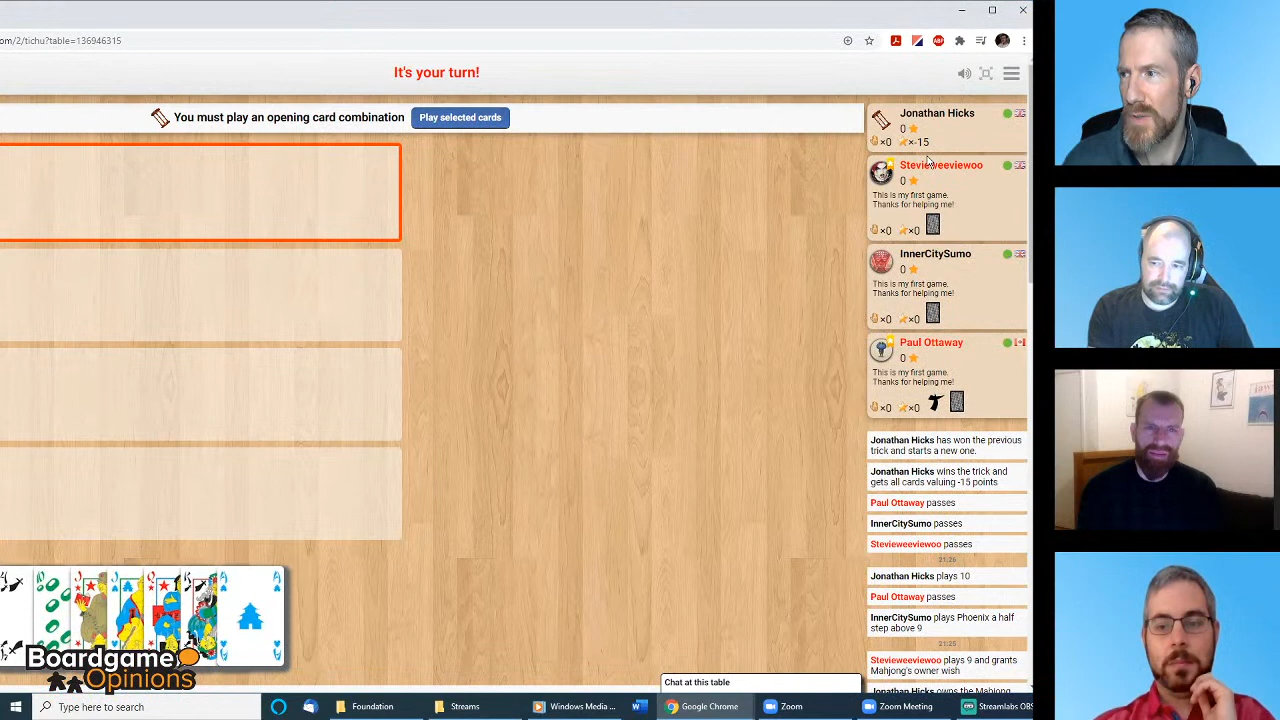 om/2/tichu?table=136946315
ABP
It's your turn!
You must play an opening card combination
Play selected cards
Jonathan Hicks
0
×0 ×-15
Stevieweeviewoo
0
This is my first game.
Thanks for helping me!
×0 ×0
InnerCitySumo
0
This is my first game.
Thanks for helping me!
×0 ×0
Paul Ottaway
0
This is my first game.
Thanks for helping me!
×0 ×0
Jonathan Hicks has won the previous
trick and starts a new one.
Jonathan Hicks wins the trick and
gets all cards valuing -15 points
Paul Ottaway passes
InnerCitySumo passes
Stevieweeviewoo passes
21:26
Jonathan Hicks plays 10
Paul Ottaway passes
InnerCitySumo plays Phoenix a half
step above 9
21:25
Stevieweeviewoo plays 9 and grants
Mahjong's owner wish
Jonathan Hicks owns the Mahjong
Chat at this table
Boardgame
Opinions
Type here to search
Foundation
Streams
Windows Media ...
Google Chrome
Zoom
Zoom Meeting
Streamlabs OBS